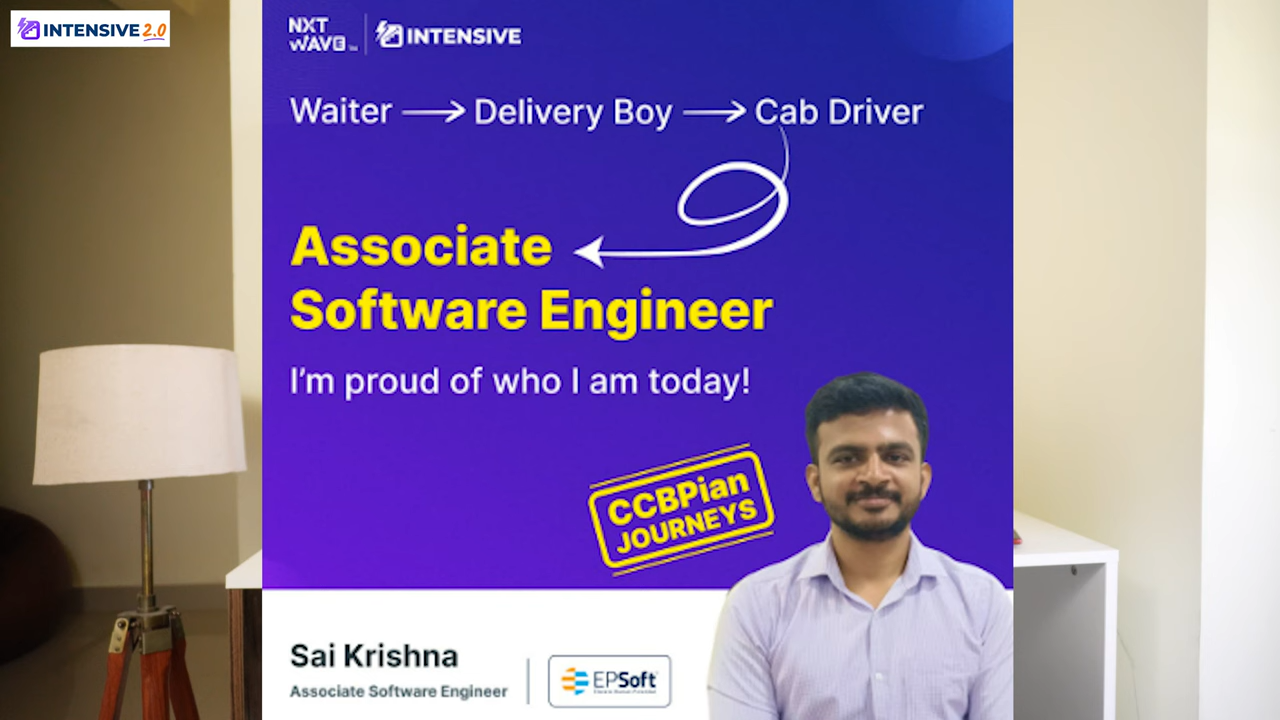 INTENSIVE 2.0
NXT WAVE TM | INTENSIVE
Waiter → Delivery Boy → Cab Driver
Associate
Software Engineer
I'm proud of who I am today!
CCBPian
JOURNEYS
Sai Krishna
Associate Software Engineer
EPSoft